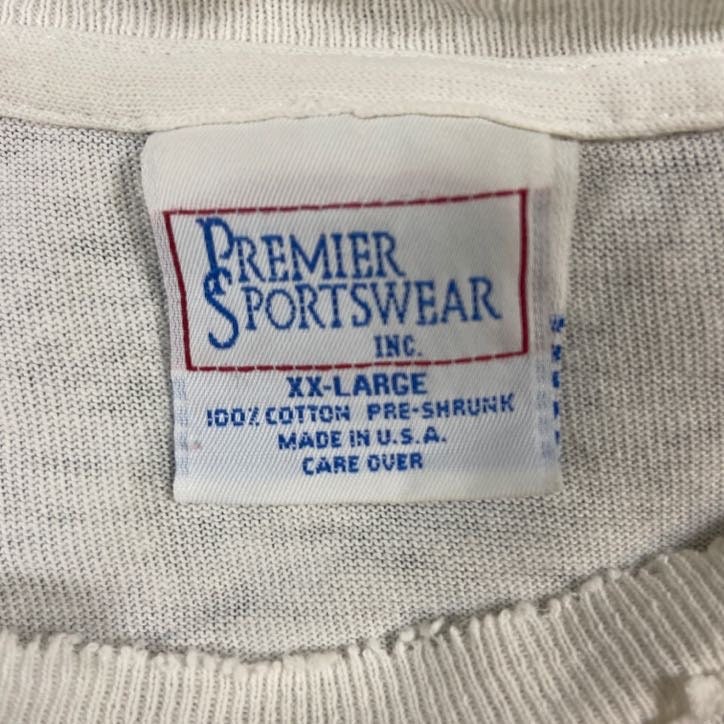 PREMIER
SPORTSWEAR
INC.
XX-LARGE
100% COTTON PRE-SHRUNK
MADE IN U.S.A.
CARE OVER